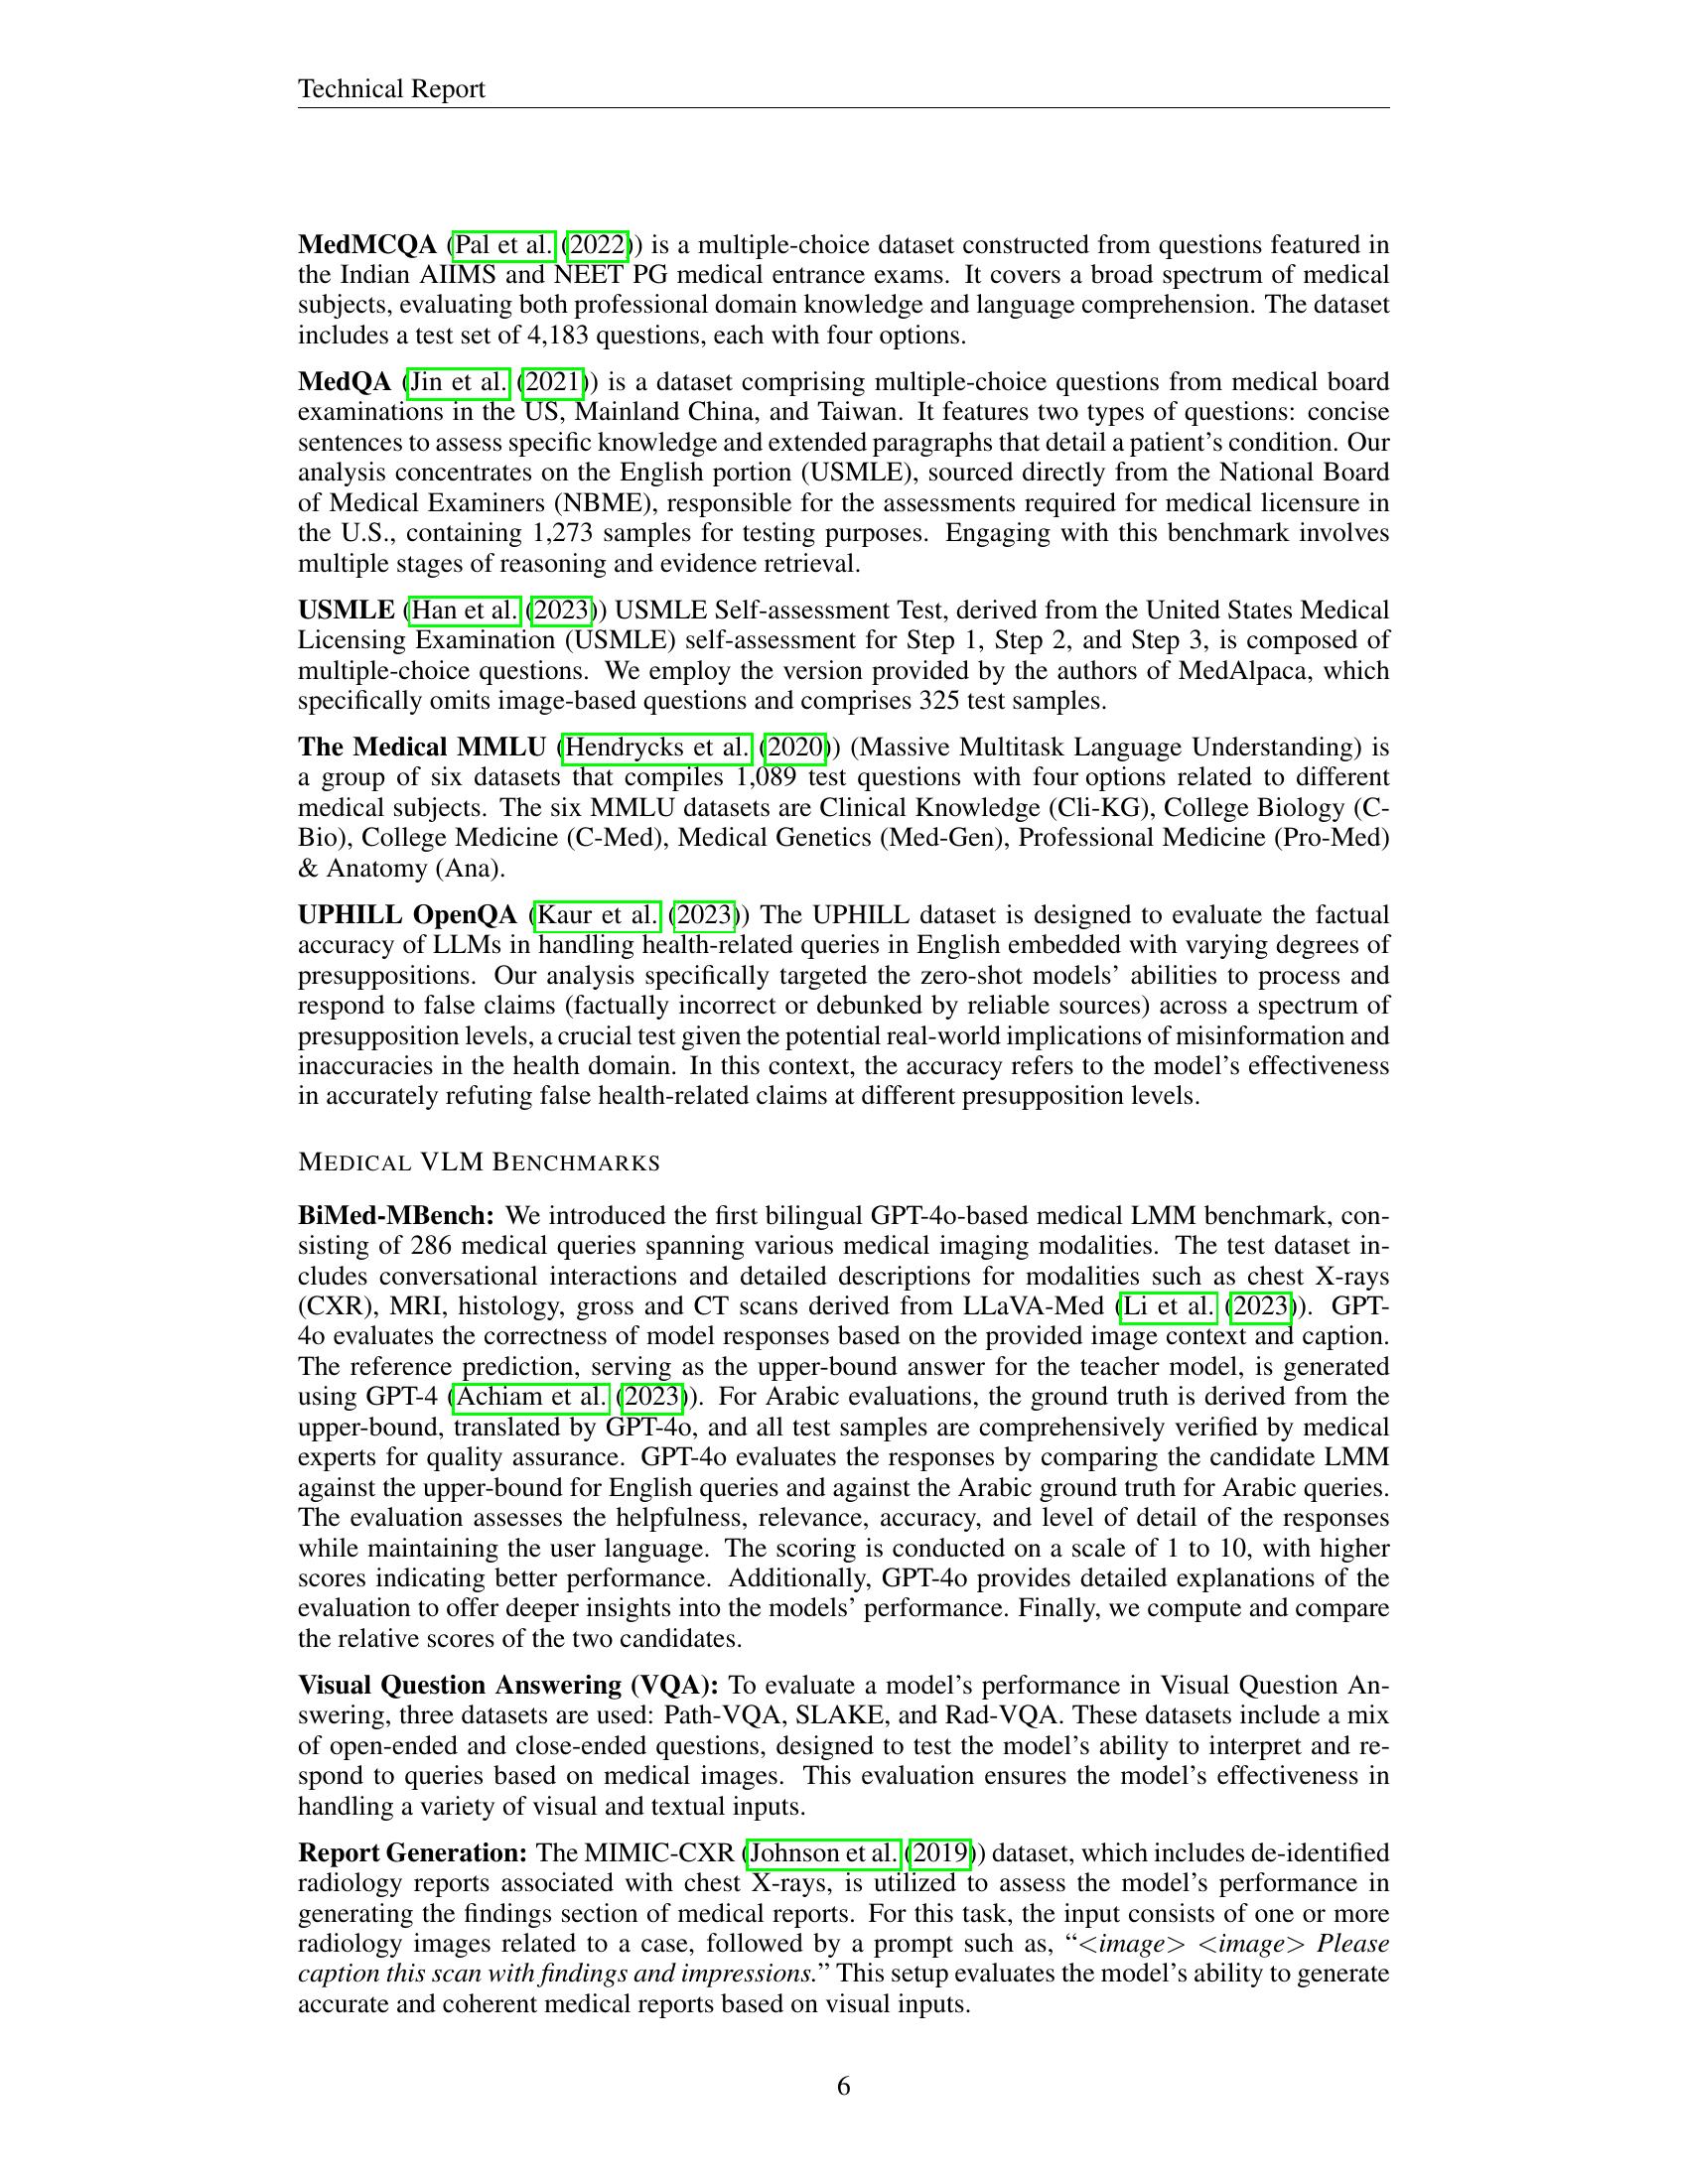 Technical Report
MedMCQA (Pal et al. (2022)) is a multiple-choice dataset constructed from questions featured in
the Indian AIIMS and NEET PG medical entrance exams. It covers a broad spectrum of medical
subjects, evaluating both professional domain knowledge and language comprehension. The dataset
includes a test set of 4,183 questions, each with four options.
MedQA (Jin et al. (2021)) is a dataset comprising multiple-choice questions from medical board
examinations in the US, Mainland China, and Taiwan. It features two types of questions: concise
sentences to assess specific knowledge and extended paragraphs that detail a patient's condition. Our
analysis concentrates on the English portion (USMLE), sourced directly from the National Board
of Medical Examiners (NBME), responsible for the assessments required for medical licensure in
the U.S., containing 1,273 samples for testing purposes. Engaging with this benchmark involves
multiple stages of reasoning and evidence retrieval.
USMLE (Han et al. (2023)) USMLE Self-assessment Test, derived from the United States Medical
Licensing Examination (USMLE) self-assessment for Step 1, Step 2, and Step 3, is composed of
multiple-choice questions. We employ the version provided by the authors of MedAlpaca, which
specifically omits image-based questions and comprises 325 test samples.
The Medical MMLU (Hendrycks et al. (2020)) (Massive Multitask Language Understanding) is
a group of six datasets that compiles 1,089 test questions with four options related to different
medical subjects. The six MMLU datasets are Clinical Knowledge (Cli-KG), College Biology (C-
Bio), College Medicine (C-Med), Medical Genetics (Med-Gen), Professional Medicine (Pro-Med)
& Anatomy (Ana).
UPHILL OpenQA (Kaur et al. (2023)) The UPHILL dataset is designed to evaluate the factual
accuracy of LLMs in handling health-related queries in English embedded with varying degrees of
presuppositions. Our analysis specifically targeted the zero-shot models' abilities to process and
respond to false claims (factually incorrect or debunked by reliable sources) across a spectrum of
presupposition levels, a crucial test given the potential real-world implications of misinformation and
inaccuracies in the health domain. In this context, the accuracy refers to the model's effectiveness
in accurately refuting false health-related claims at different presupposition levels.
MEDICAL VLM BENCHMARKS
BiMed-MBench: We introduced the first bilingual GPT-4o-based medical LMM benchmark, con-
sisting of 286 medical queries spanning various medical imaging modalities. The test dataset in-
cludes conversational interactions and detailed descriptions for modalities such as chest X-rays
(CXR), MRI, histology, gross and CT scans derived from LLaVA-Med (Li et al. (2023)). GPT-
4o evaluates the correctness of model responses based on the provided image context and caption.
The reference prediction, serving as the upper-bound answer for the teacher model, is generated
using GPT-4 (Achiam et al. (2023)). For Arabic evaluations, the ground truth is derived from the
upper-bound, translated by GPT-4o, and all test samples are comprehensively verified by medical
experts for quality assurance. GPT-4o evaluates the responses by comparing the candidate LMM
against the upper-bound for English queries and against the Arabic ground truth for Arabic queries.
The evaluation assesses the helpfulness, relevance, accuracy, and level of detail of the responses
while maintaining the user language. The scoring is conducted on a scale of 1 to 10, with higher
scores indicating better performance. Additionally, GPT-4o provides detailed explanations of the
evaluation to offer deeper insights into the models' performance. Finally, we compute and compare
the relative scores of the two candidates.
Visual Question Answering (VQA): To evaluate a model's performance in Visual Question An-
swering, three datasets are used: Path-VQA, SLAKE, and Rad-VQA. These datasets include a mix
of open-ended and close-ended questions, designed to test the model's ability to interpret and re-
spond to queries based on medical images. This evaluation ensures the model's effectiveness in
handling a variety of visual and textual inputs.
Report Generation: The MIMIC-CXR (Johnson et al. (2019)) dataset, which includes de-identified
radiology reports associated with chest X-rays, is utilized to assess the model's performance in
generating the findings section of medical reports. For this task, the input consists of one or more
radiology images related to a case, followed by a prompt such as, “<image> <image> Please
caption this scan with findings and impressions.” This setup evaluates the model's ability to generate
accurate and coherent medical reports based on visual inputs.
6